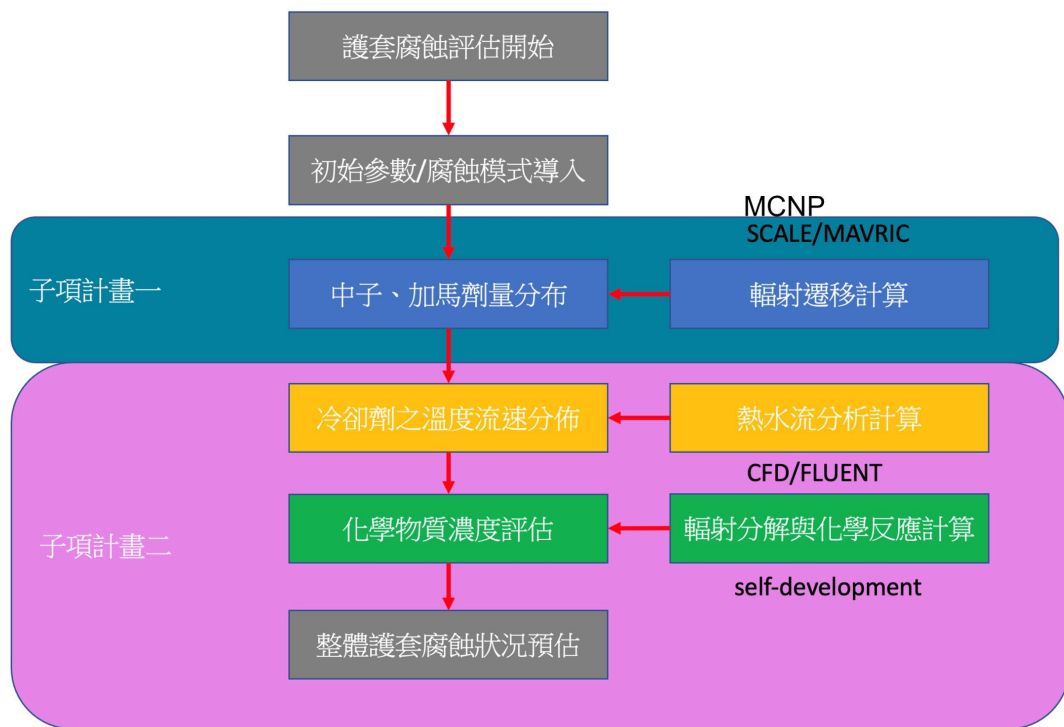 護套腐蝕評估開始
初始參數/腐蝕模式導入
MCNP
SCALE/MAVRIC
子項計畫一
中子、加馬劑量分布
輻射遷移計算
冷卻劑之溫度流速分佈
熱水流分析計算
CFD/FLUENT
子項計畫二
化學物質濃度評估
輻射分解與化學反應計算
self-development
整體護套腐蝕狀況預估